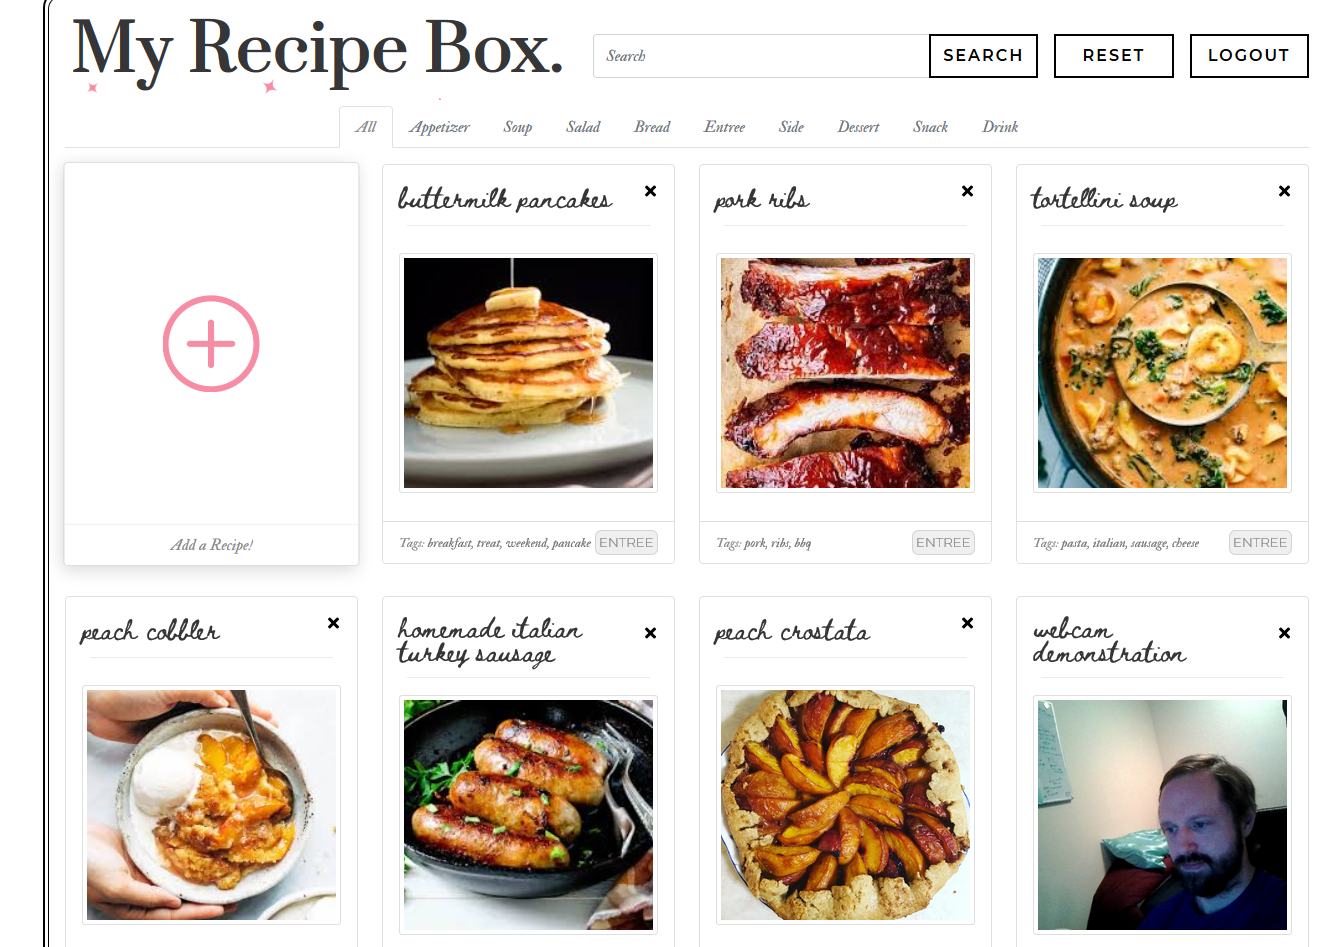 My Recipe Box.
Search
SEARCH
RESET
LOGOUT
All Appetizer Soup Salad Bread Entree Side Dessert Snack Drink
buttermilk pancakes
pork ribs
tortellini soup
Add a Recipe!
Tags: breakfast, treat, weekend, pancake ENTREE
Tags: pork, ribs, bbq ENTREE
Tags: pasta, italian, sausage, cheese ENTREE
peach cobbler
homemade italian
turkey sausage
peach crostata
webcam
demonstration